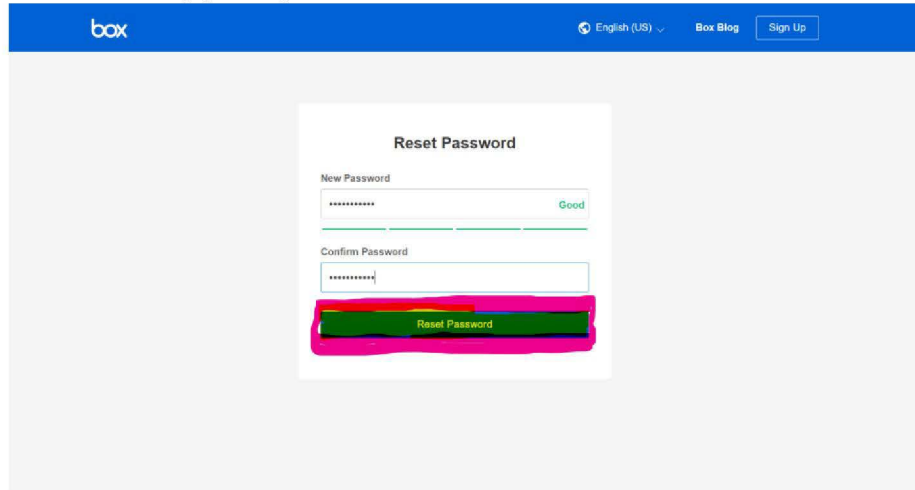 box
English (US)
Box Blog
Sign Up
Reset Password
New Password
•••••••••••
Good
Confirm Password
•••••••••••
Reset Password